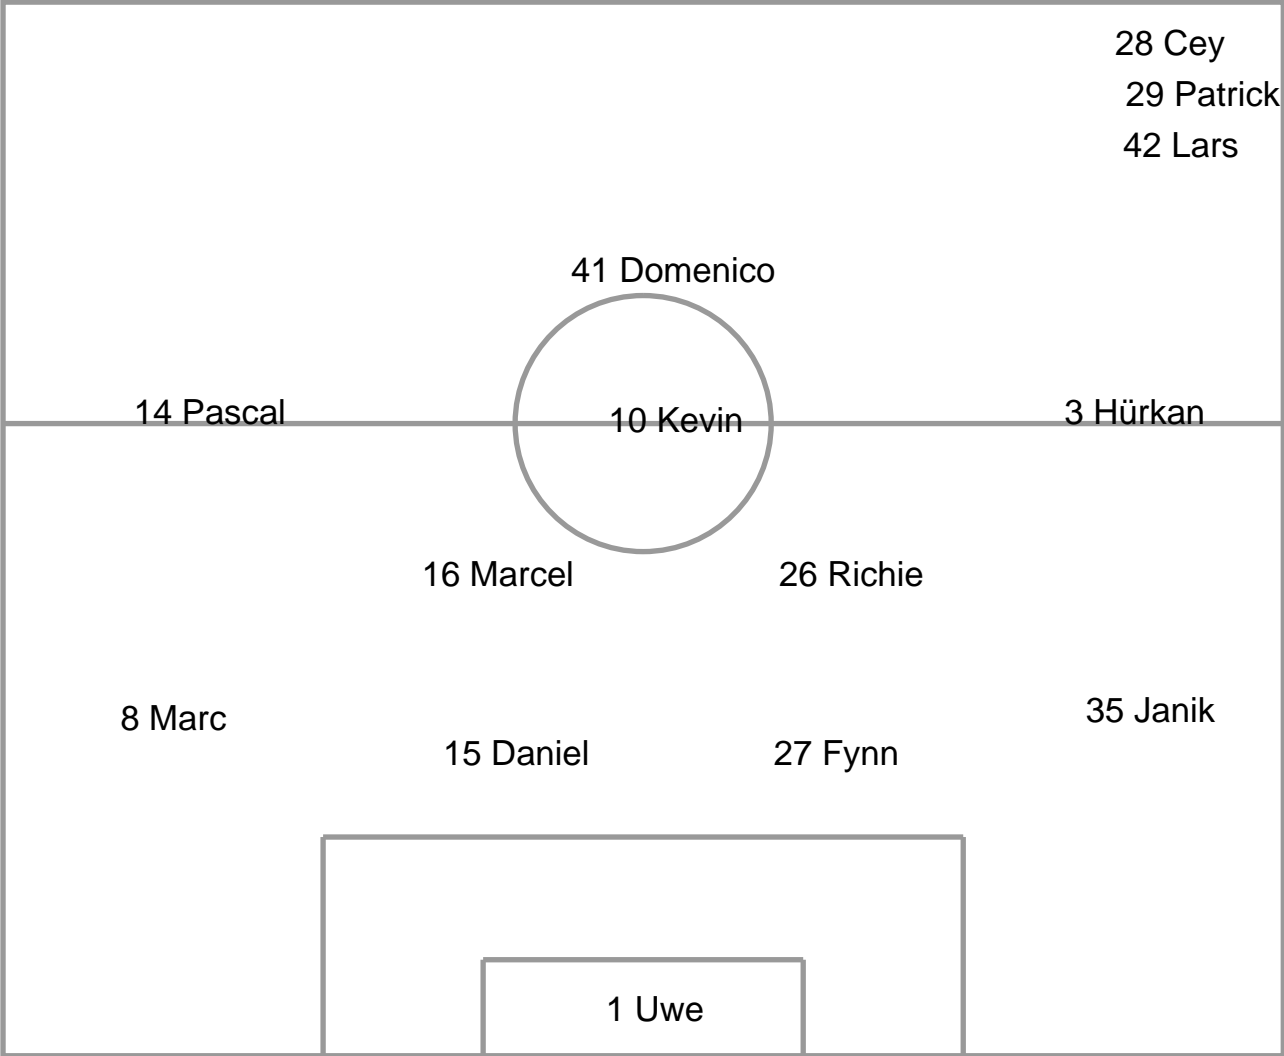 28 Cey
29 Patrick
42 Lars
41 Domenico
14 Pascal
10 Kevin
3 Hürkan
16 Marcel
26 Richie
8 Marc
35 Janik
15 Daniel
27 Fynn
1 Uwe